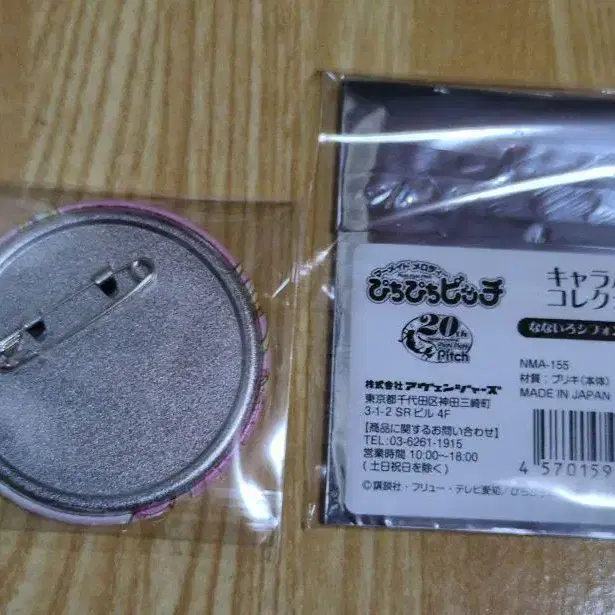 マーメイド メロディー
ぴちぴちピッチ
20th
Pichi Pichi
Pitch
キャラ
コレク
なないろシフォ
NMA-155
材質：ブリキ(本体)
MADE IN JAPAN
株式会社 アヴェンジャーズ
東京都千代田区神田三崎町
3-1-2 SRビル 4F
【商品に関するお問い合わせ】
TEL:03-6261-1915
営業時間 10:00～18:00
(土日祝日を除く)
4 570159
©講談社・フリュー・テレビ愛知/ぴちぴち